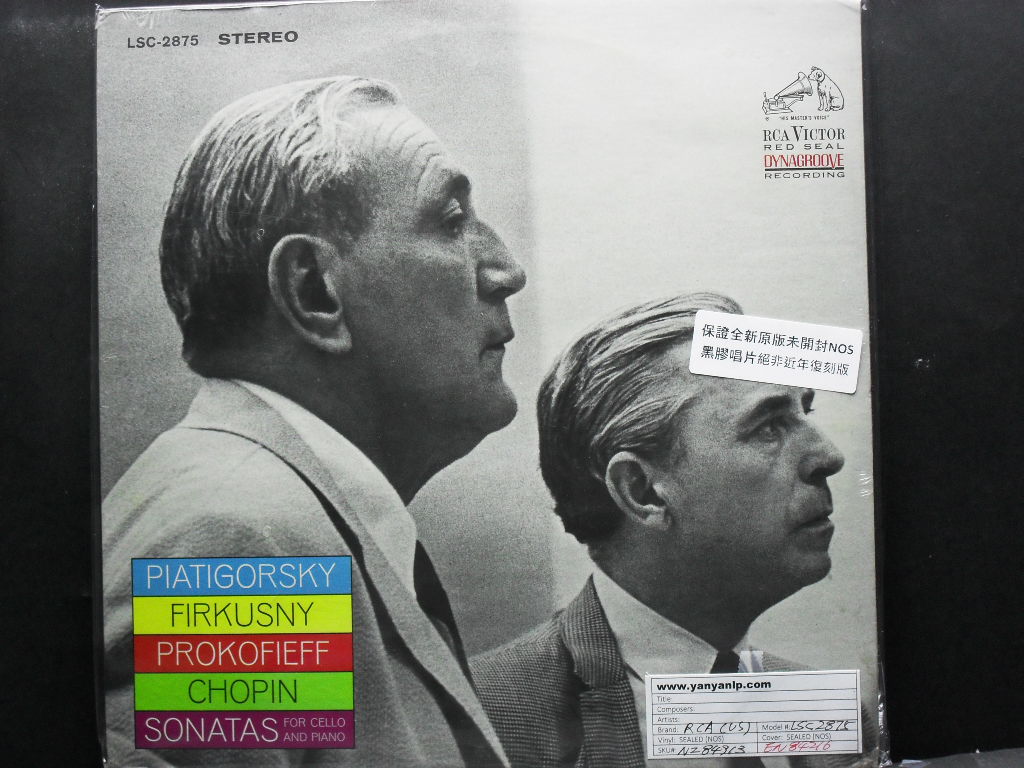 LSC-2875 STEREO
"HIS MASTER'S VOICE"
RCA VICTOR
RED SEAL
DYNAGROOVE
RECORDING
保證全新原版未開封NOS
黑膠唱片絕非近年復刻版
PIATIGORSKY
FIRKUSNY
PROKOFIEFF
CHOPIN
SONATAS FOR CELLO AND PIANO
www.yanyanlp.com
Title:
Composers:
Artists:
Brand: RCA (US) Model #: LSC2875
Vinyl: SEALED (NOS) Cover: SEALED (NOS)
SKU#: NZ84963 EN84216